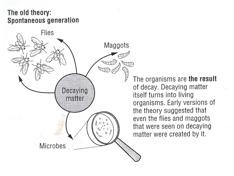 The old theory:
Spontaneous generation
Flies
Maggots
Decaying
matter
Microbes
The organisms are the result
of decay. Decaying matter
itself turns into living
organisms. Early versions of
the theory suggested that
even the flies and maggots
that were seen on decaying
matter were created by it.